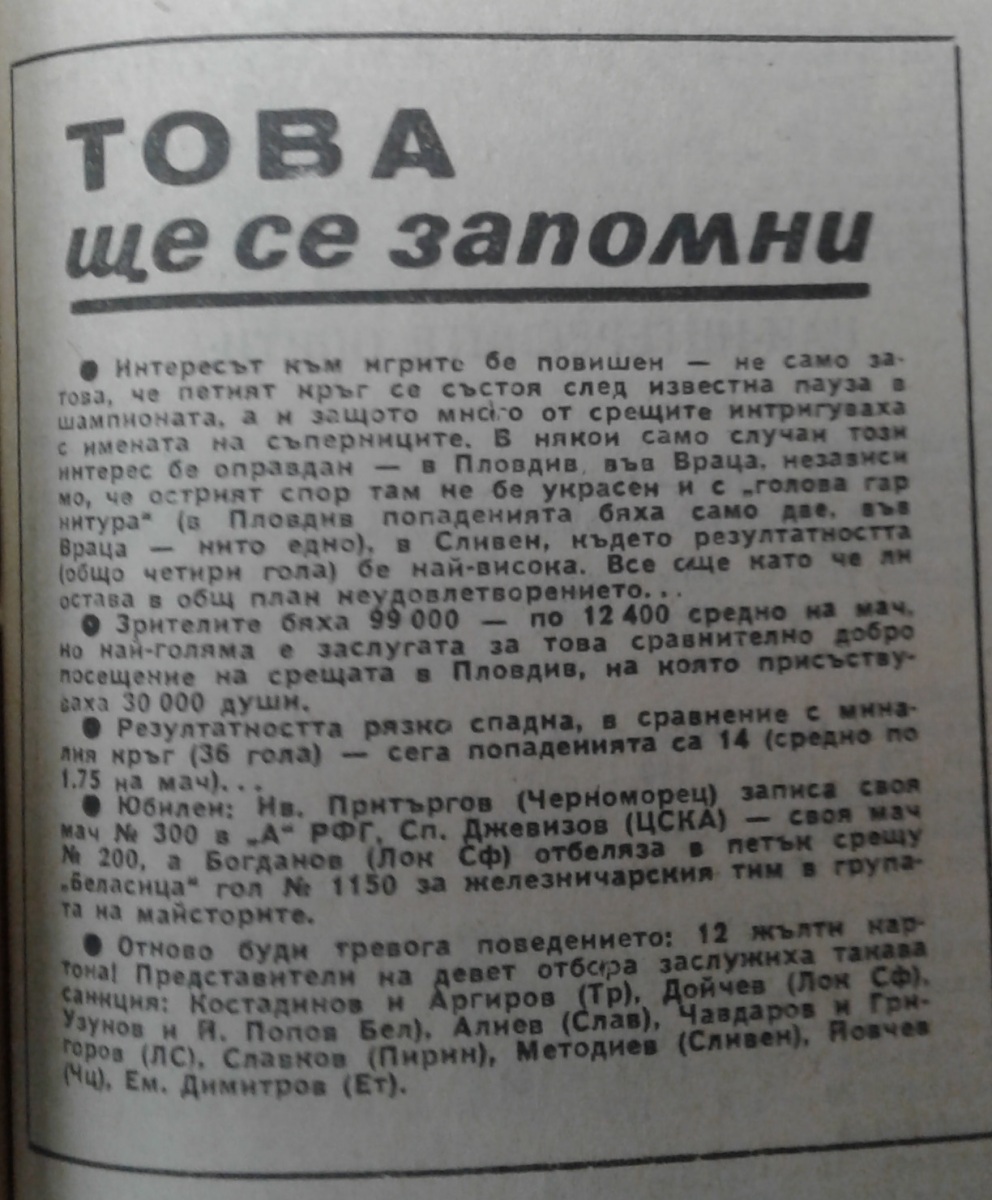 ТОВА
ще се запомни
● Интересът към игрите бе повишен — не само за-
това, че петият кръг се състоя след известна пауза в
шампионата, а и защото много от срещите интригуваха
с имената на съперниците. В някои само случаи този
интерес бе оправдан — в Пловдив, във Враца, независи
мо, че острият спор там не бе украсен и с „голова гар
нитура“ (в Пловдив попаденията бяха само две, във
Враца — нито едно), в Сливен, където резултатността
(общо четири гола) бе най-висока. Все още като че ли
остава в общ план неудовлетворението...
● Зрителите бяха 99 000 — по 12 400 средно на мач,
но най-голяма е заслугата за това сравнително добро
посещение на срещата в Пловдив, на която присъству-
ваха 30 000 души.
● Резултатността рязко спадна, в сравнение с мина-
лия кръг (36 гола) — сега попаденията са 14 (средно по
1.75 на мач)...
● Юбилеи: Ив. Притъргов (Черноморец) записа своя
мач № 300 в „А“ РФГ, Сп. Джевизов (ЦСКА) — своя мач
№ 200, а Богданов (Лок Сф) отбеляза в петък срещу
„Беласица“ гол № 1150 за железничарския тим в група-
та на майсторите.
● Отново буди тревога поведението: 12 жълти кар-
тона! Представители на девет отбора заслужиха такава
санкция: Костадинов и Аргиров (Тр), Дойчев (Лок Сф),
Узунов и Й. Попов Бел), Алиев (Слав), Чавдаров и Гри-
горов (ЛС), Славков (Пирин), Методиев (Сливен), Йовчев
(Чц), Ем. Димитров (Ет).